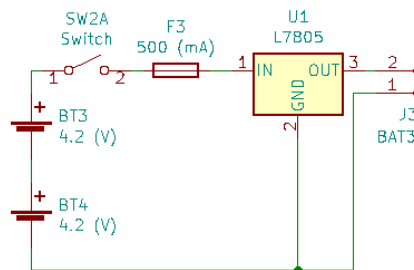 SW2A
Switch
1
2
F3
500 (mA)
U1
L7805
1
IN
OUT
3
GND
2
2
1
J3
BAT3
+
BT3
4.2 (V)
+
BT4
4.2 (V)